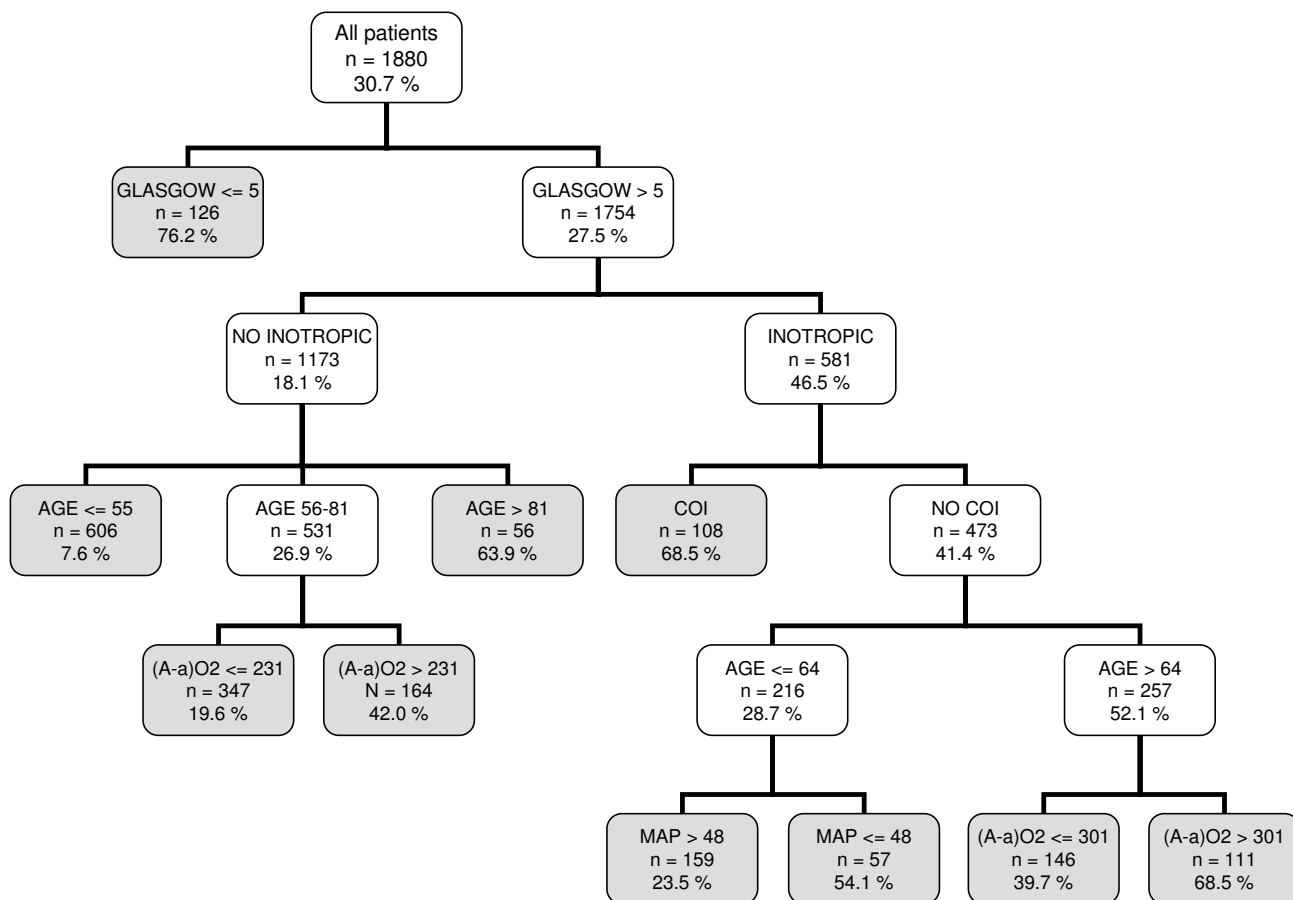 All patients
n = 1880
30.7 %
GLASGOW <= 5
n = 126
76.2 %
GLASGOW > 5
n = 1754
27.5 %
NO INOTROPIC
n = 1173
18.1 %
INOTROPIC
n = 581
46.5 %
AGE <= 55
n = 606
7.6 %
AGE 56-81
n = 531
26.9 %
AGE > 81
n = 56
63.9 %
COI
n = 108
68.5 %
NO COI
n = 473
41.4 %
(A-a)O2 <= 231
n = 347
19.6 %
(A-a)O2 > 231
N = 164
42.0 %
AGE <= 64
n = 216
28.7 %
AGE > 64
n = 257
52.1 %
MAP > 48
n = 159
23.5 %
MAP <= 48
n = 57
54.1 %
(A-a)O2 <= 301
n = 146
39.7 %
(A-a)O2 > 301
n = 111
68.5 %